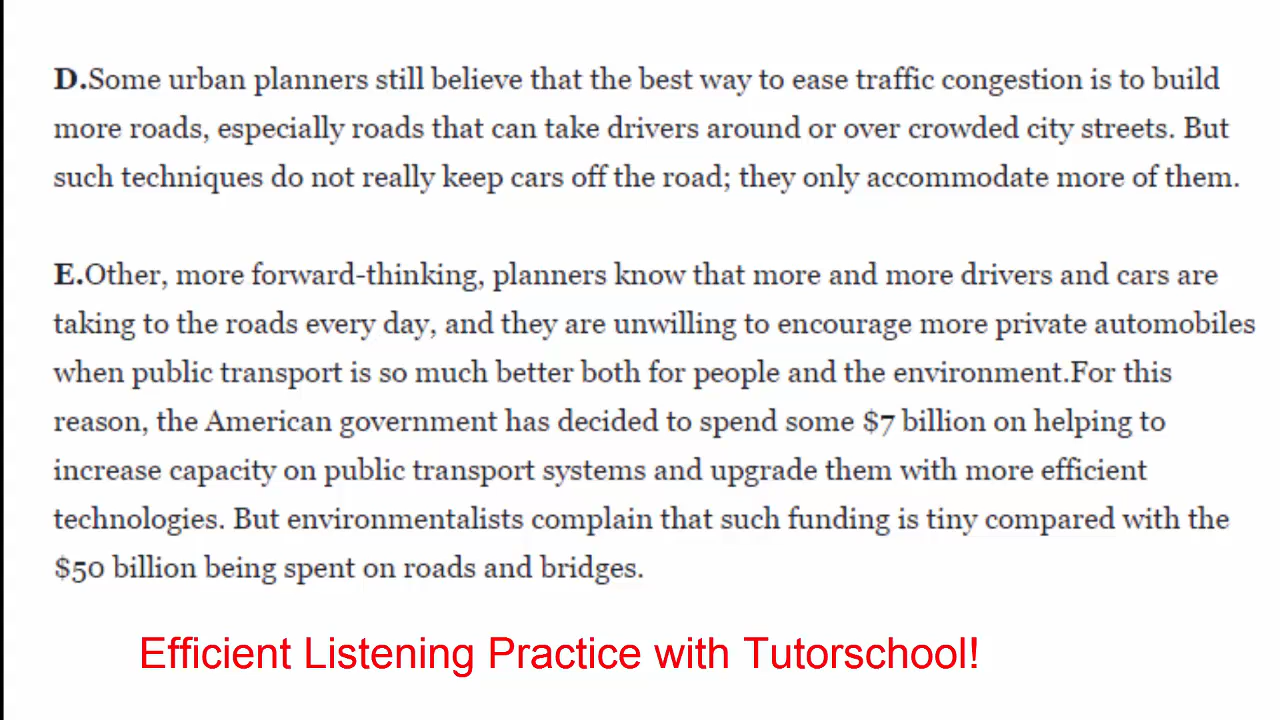 D.Some urban planners still believe that the best way to ease traffic congestion is to build
more roads, especially roads that can take drivers around or over crowded city streets. But
such techniques do not really keep cars off the road; they only accommodate more of them.
E.Other, more forward-thinking, planners know that more and more drivers and cars are
taking to the roads every day, and they are unwilling to encourage more private automobiles
when public transport is so much better both for people and the environment.For this
reason, the American government has decided to spend some $7 billion on helping to
increase capacity on public transport systems and upgrade them with more efficient
technologies. But environmentalists complain that such funding is tiny compared with the
$50 billion being spent on roads and bridges.
Efficient Listening Practice with Tutorschool!